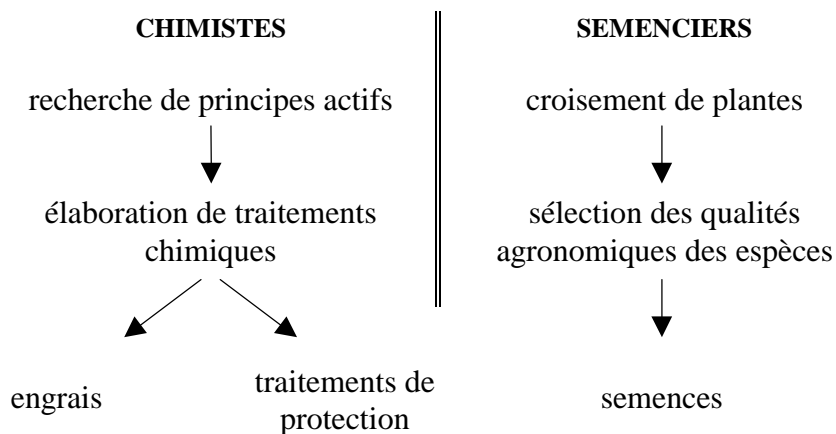 CHIMISTES
recherche de principes actifs
élaboration de traitements
chimiques
engrais
traitements de
protection
SEMENCIERS
croisement de plantes
sélection des qualités
agronomiques des espèces
semences